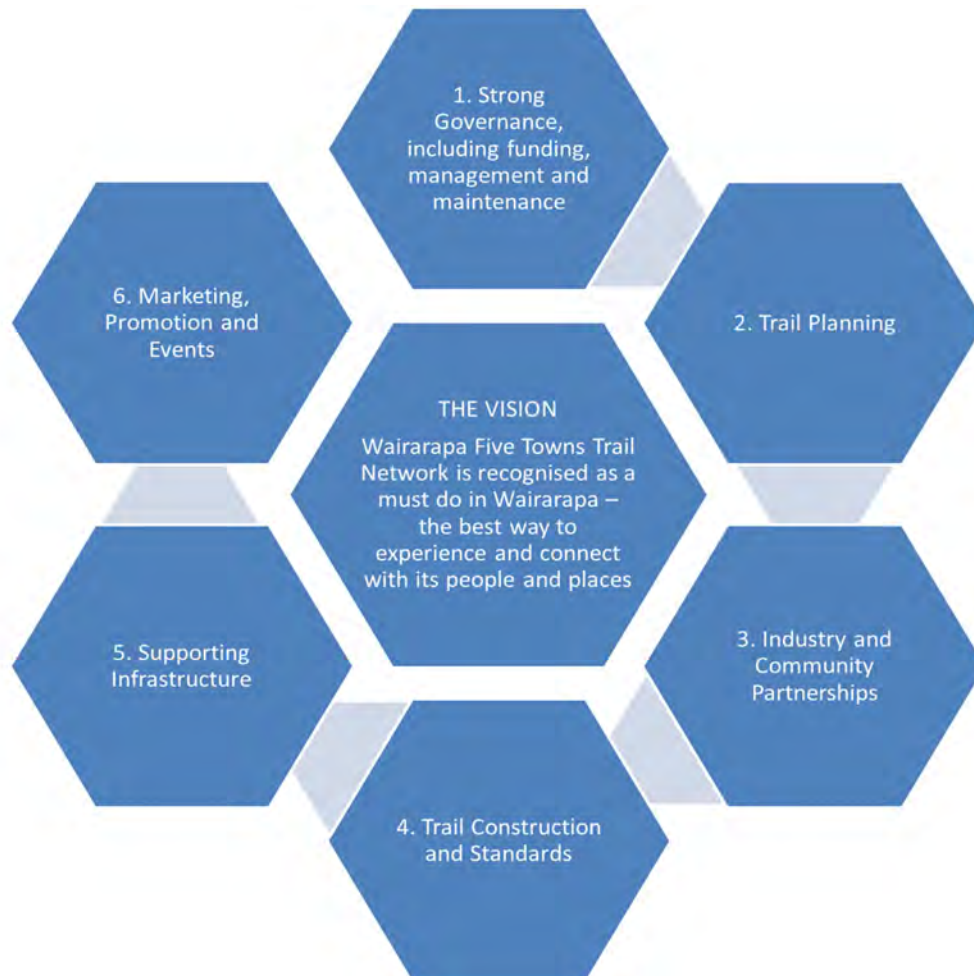 1. Strong
Governance,
including funding,
management and
maintenance
2. Trail Planning
3. Industry and
Community
Partnerships
4. Trail Construction
and Standards
5. Supporting
Infrastructure
6. Marketing,
Promotion and
Events
THE VISION
Wairarapa Five Towns Trail
Network is recognised as a
must do in Wairarapa –
the best way to
experience and connect
with its people and places